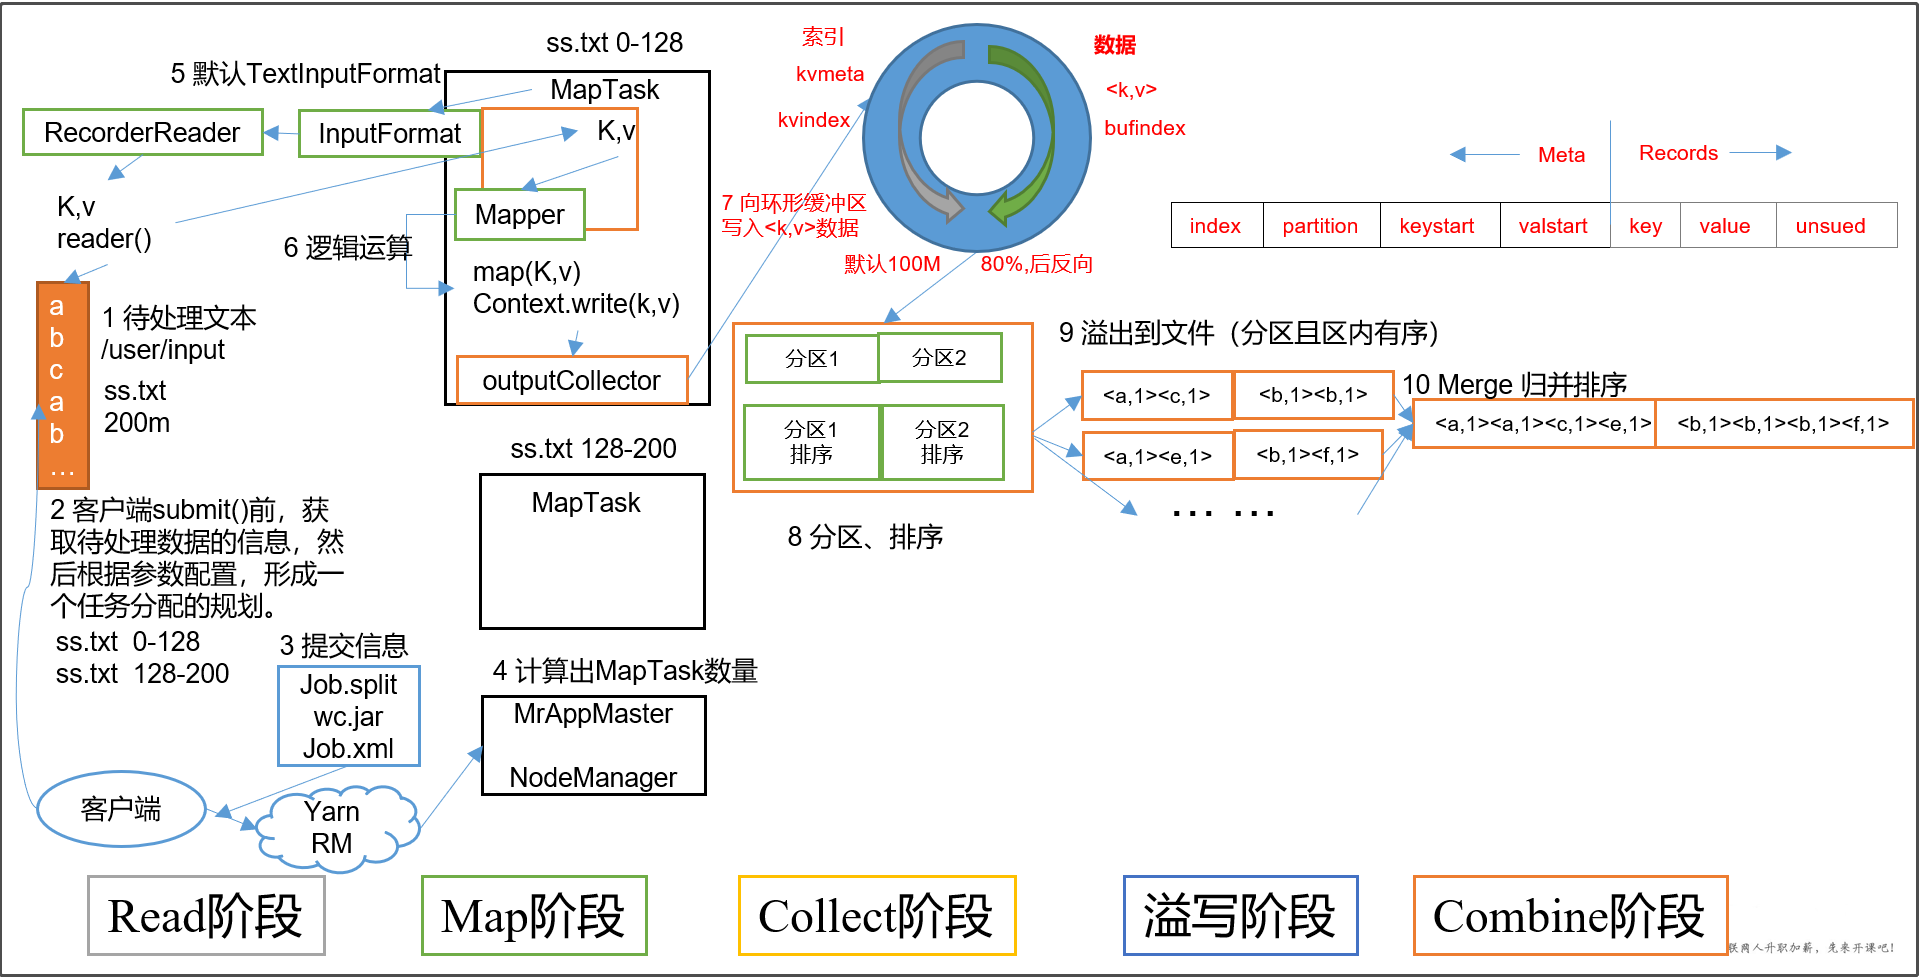 ss.txt 0-128
5 默认TextInputFormat
MapTask
RecorderReader
InputFormat
K,v
K,v
reader()
Mapper
6 逻辑运算
map(K,v)
Context.write(k,v)
outputCollector
a
b
c
a
b
...
1 待处理文本
/user/input
ss.txt
200m
2 客户端submit()前，获
取待处理数据的信息，然
后根据参数配置，形成一
个任务分配的规划。
ss.txt 0-128
ss.txt 128-200
3 提交信息
Job.split
wc.jar
Job.xml
客户端
Yarn
RM
ss.txt 128-200
MapTask
4 计算出MapTask数量
MrAppMaster
NodeManager
索引
kvmeta
kvindex
数据
<k,v>
bufindex
7 向环形缓冲区
写入<k,v>数据
默认100M
80%,后反向
Meta
Records
index
partition
keystart
valstart
key
value
unsued
分区1
分区2
分区1
排序
分区2
排序
8 分区、排序
9 溢出到文件（分区且区内有序）
<a,1><c,1>
<b,1><b,1>
<a,1><e,1>
<b,1><f,1>
... ...
10 Merge 归并排序
<a,1><a,1><c,1><e,1>
<b,1><b,1><b,1><f,1>
Read阶段
Map阶段
Collect阶段
溢写阶段
Combine阶段
联网人升职加薪，先来开课吧!